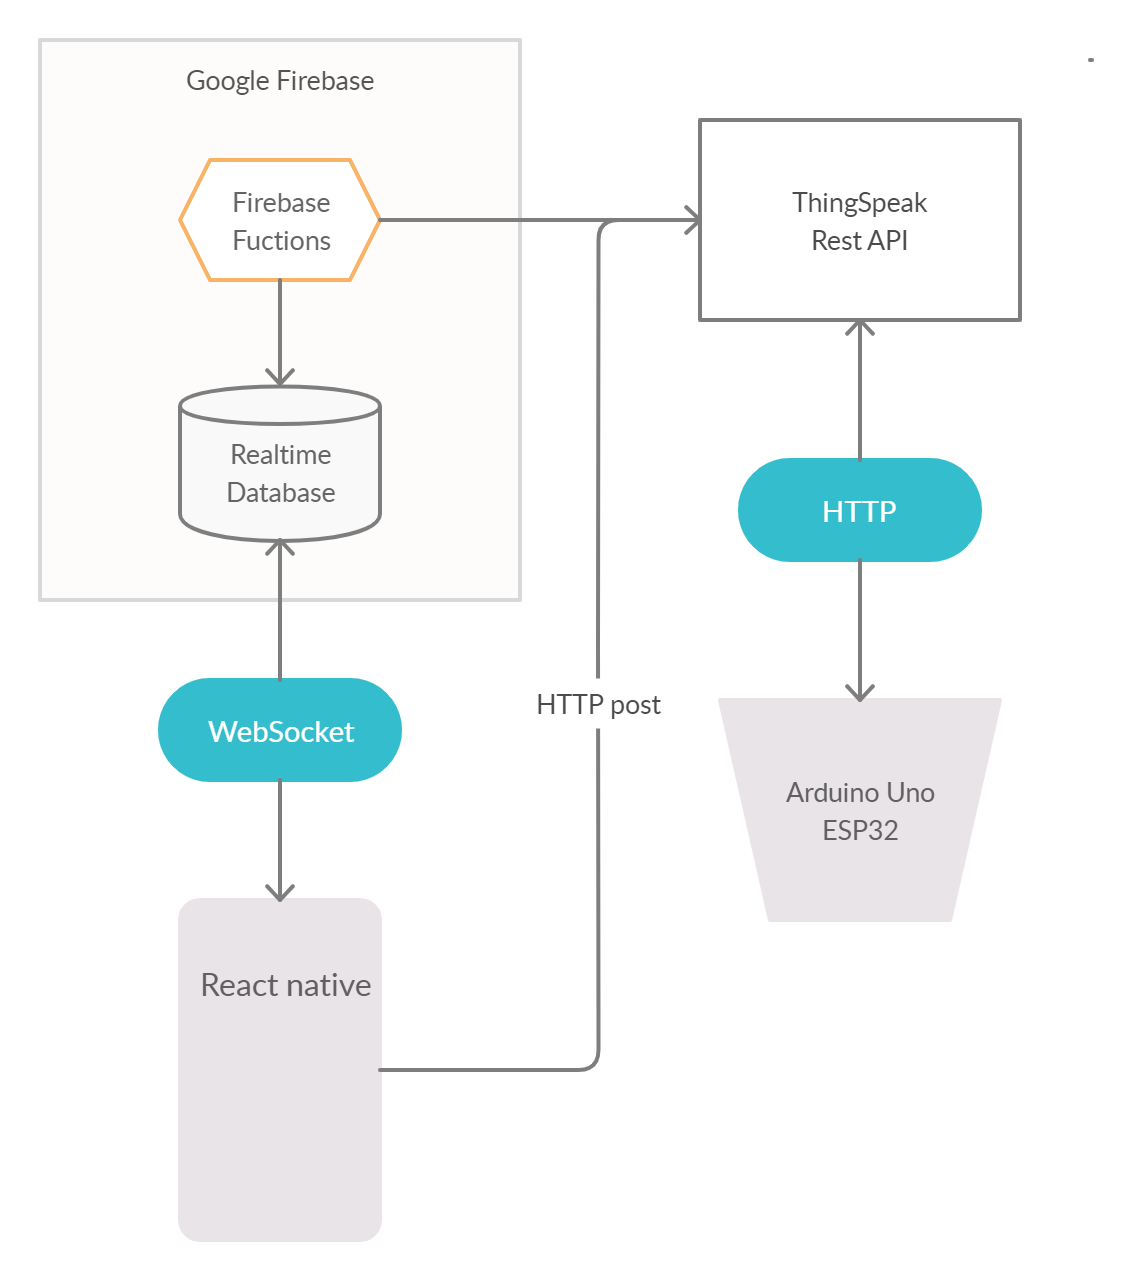 Google Firebase
Firebase
Fuctions
ThingSpeak
Rest API
Realtime
Database
HTTP
WebSocket
HTTP post
Arduino Uno
ESP32
React native